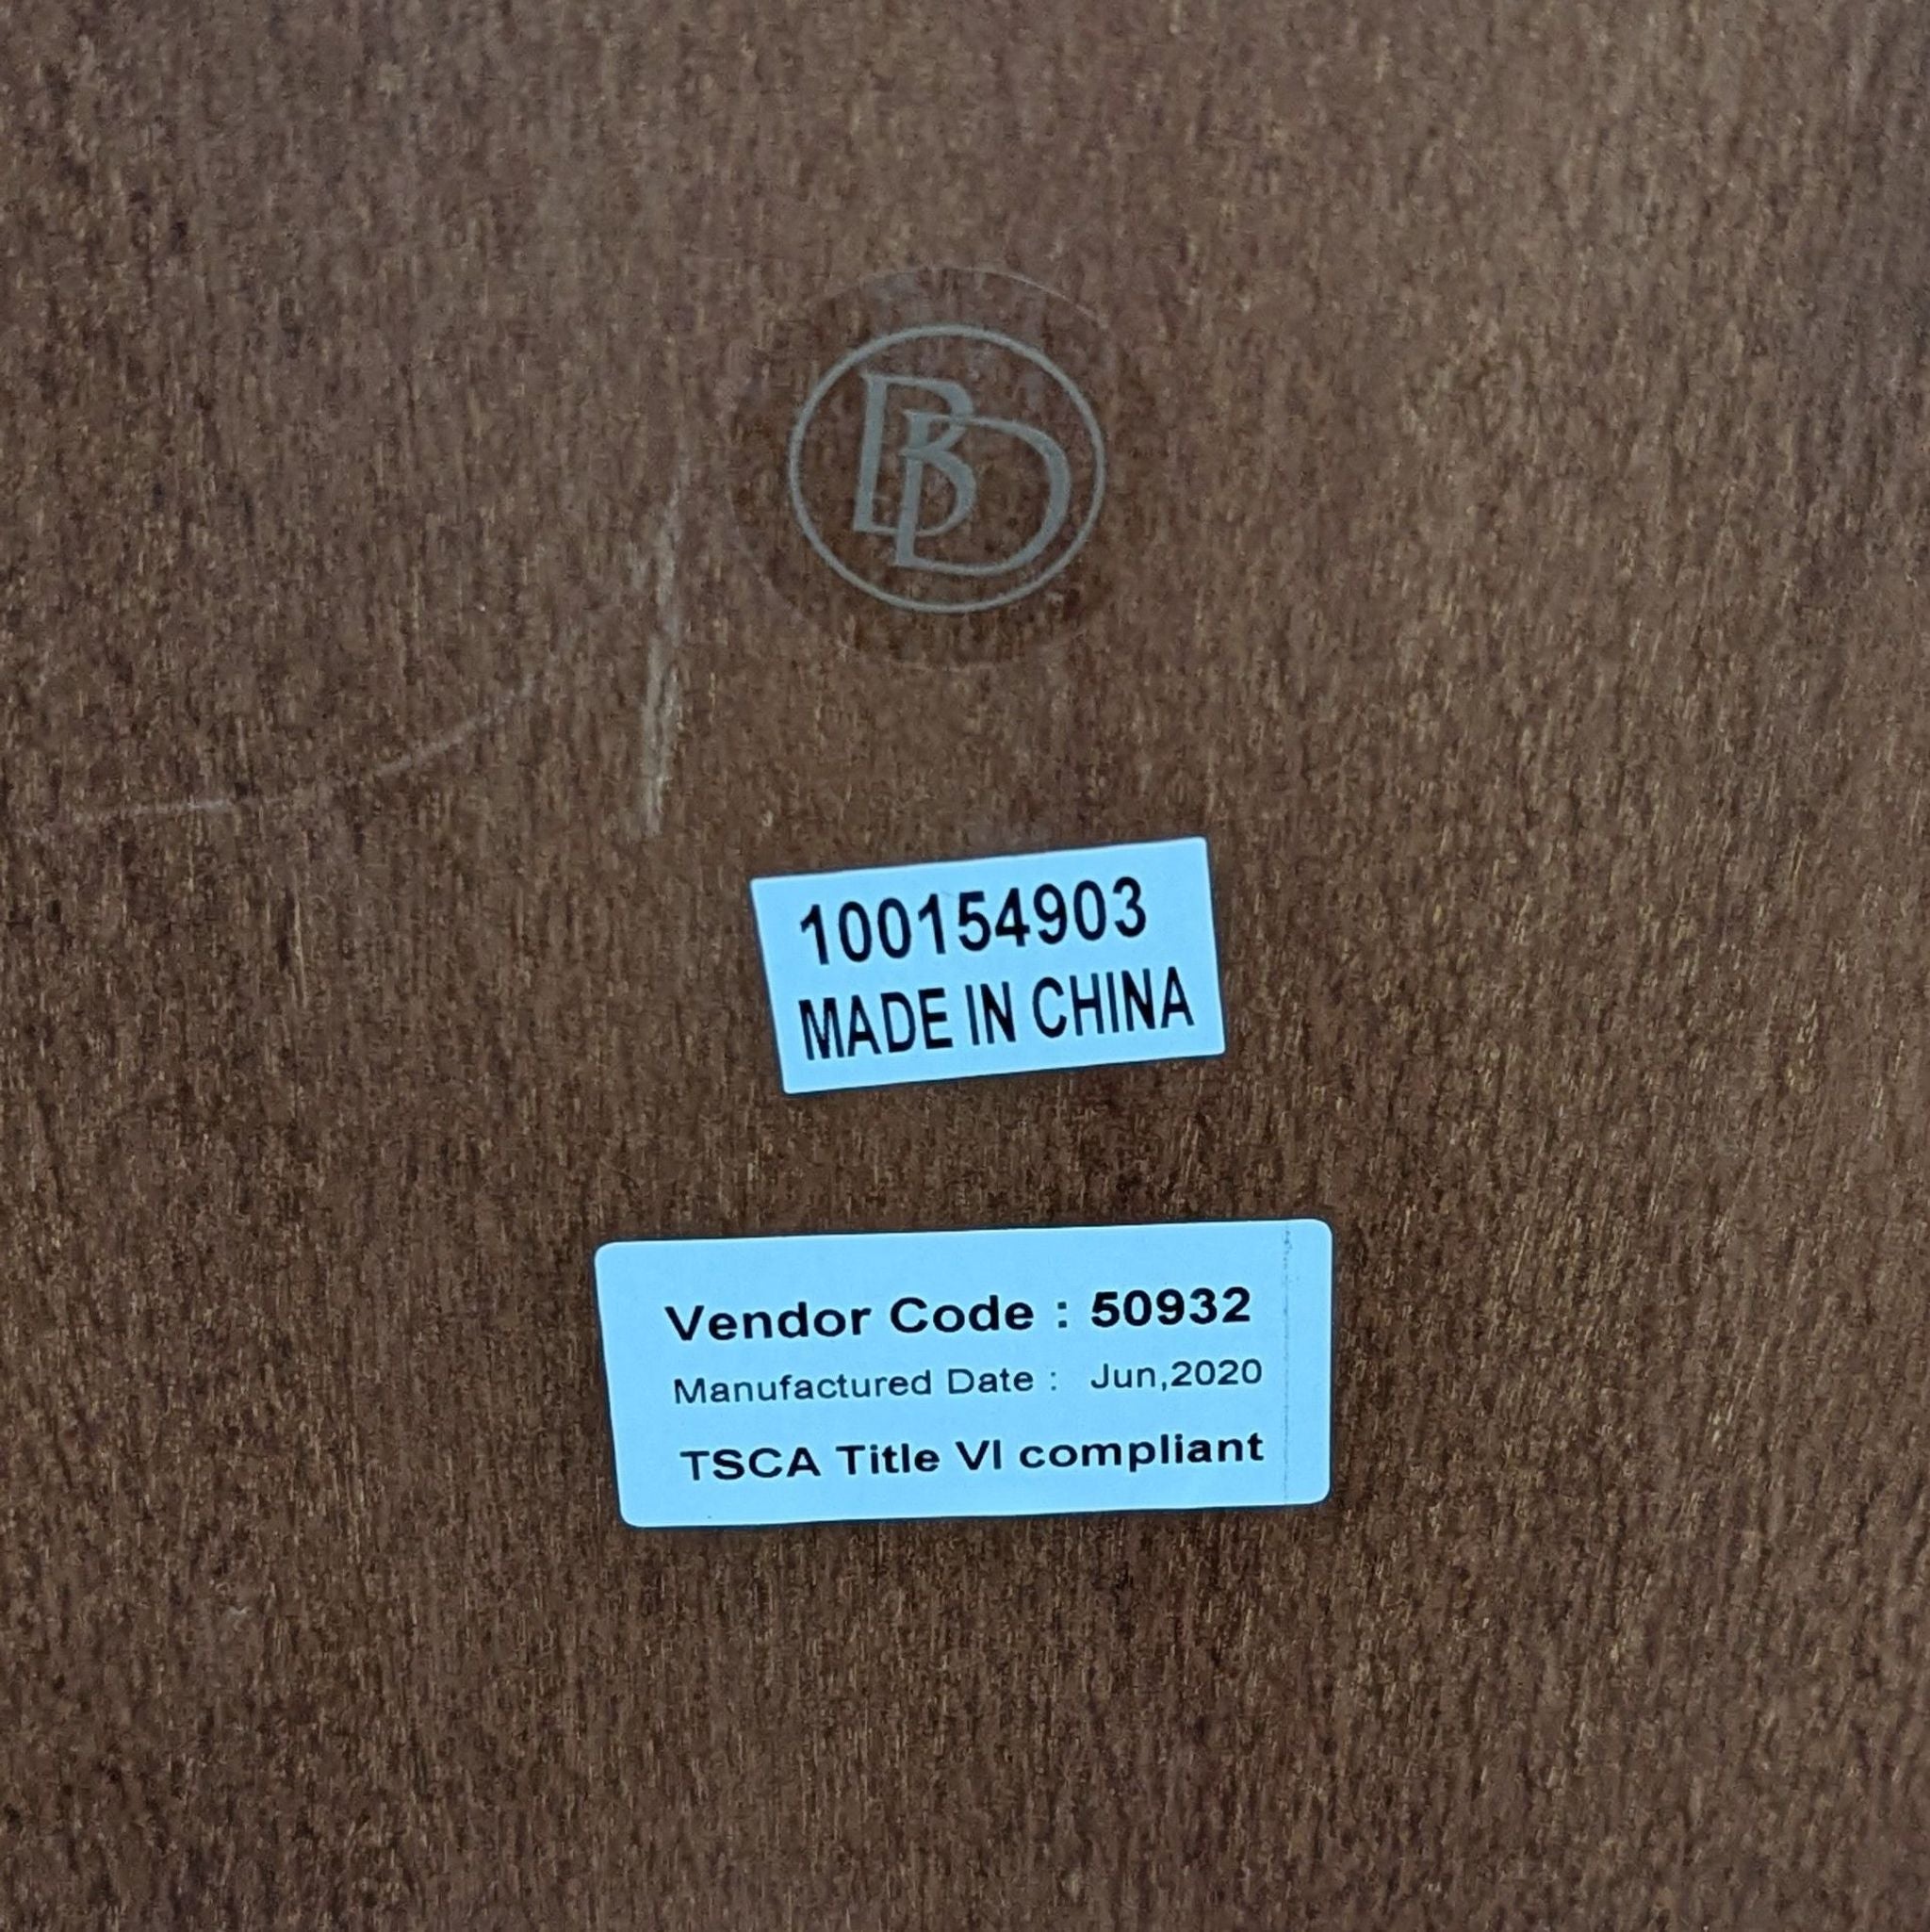 BD
100154903
MADE IN CHINA
Vendor Code : 50932
Manufactured Date : Jun,2020
TSCA Title VI compliant